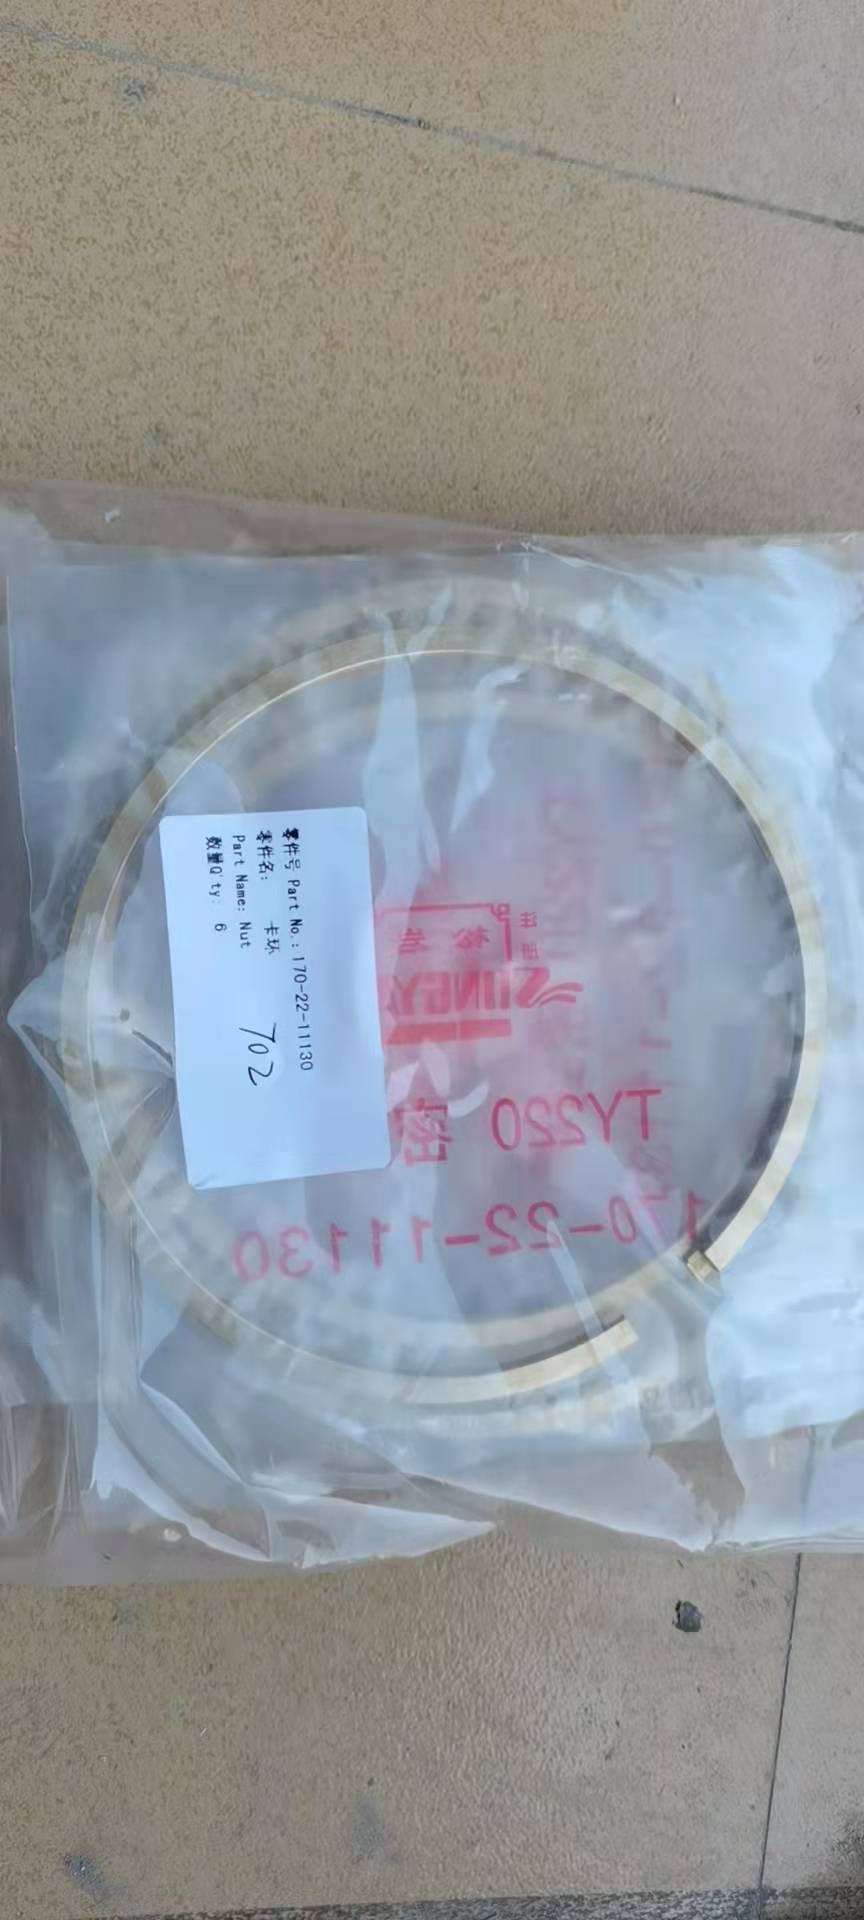 零件号 Part No.: 170-22-11130
零件名: 卡环
Part Name: Nut
数量Q'ty: 6
702
TY220
170-22-11130